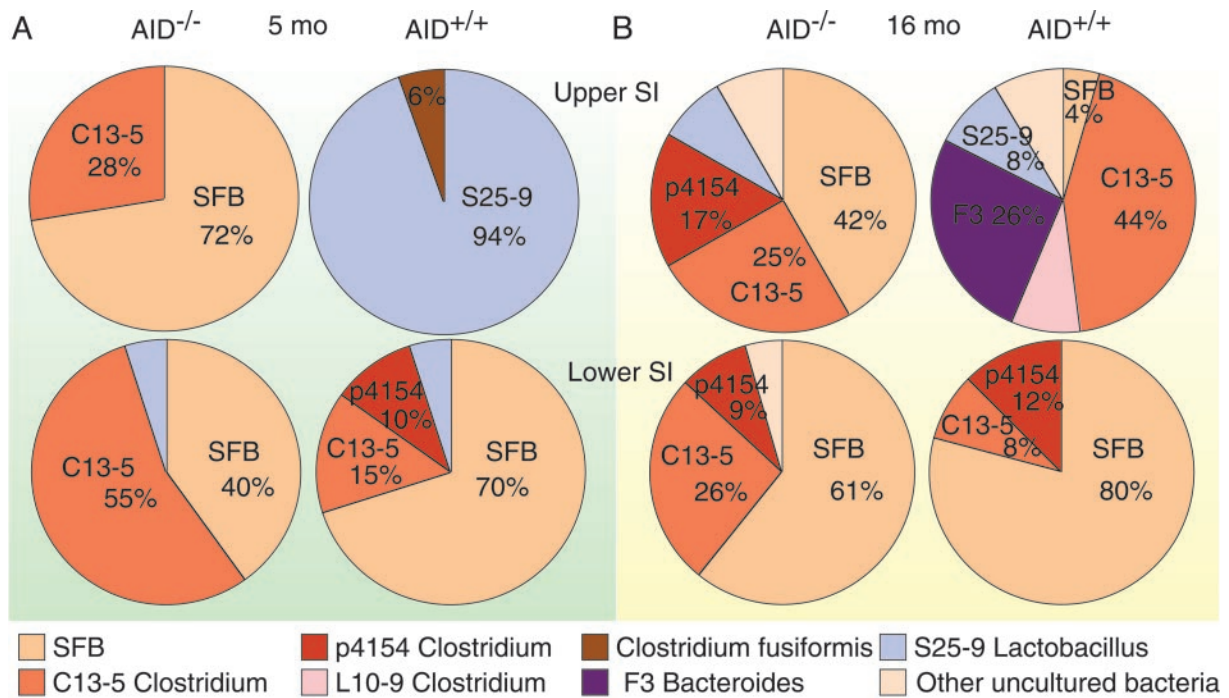 A AID-/- 5 mo AID+/+ B AID-/- 16 mo AID+/+
Upper SI
C13-5
28%
SFB
72%
6%
S25-9
94%
p4154
17%
SFB
42%
25%
C13-5
SFB
4%
S25-9
8%
C13-5
44%
F3 26%
Lower SI
C13-5
55%
SFB
40%
p4154
10%
C13-5
15%
SFB
70%
p4154
9%
C13-5
26%
SFB
61%
p4154
12%
C13-5
8%
SFB
80%
SFB p4154 Clostridium Clostridium fusiformis S25-9 Lactobacillus
C13-5 Clostridium L10-9 Clostridium F3 Bacteroides Other uncultured bacteria